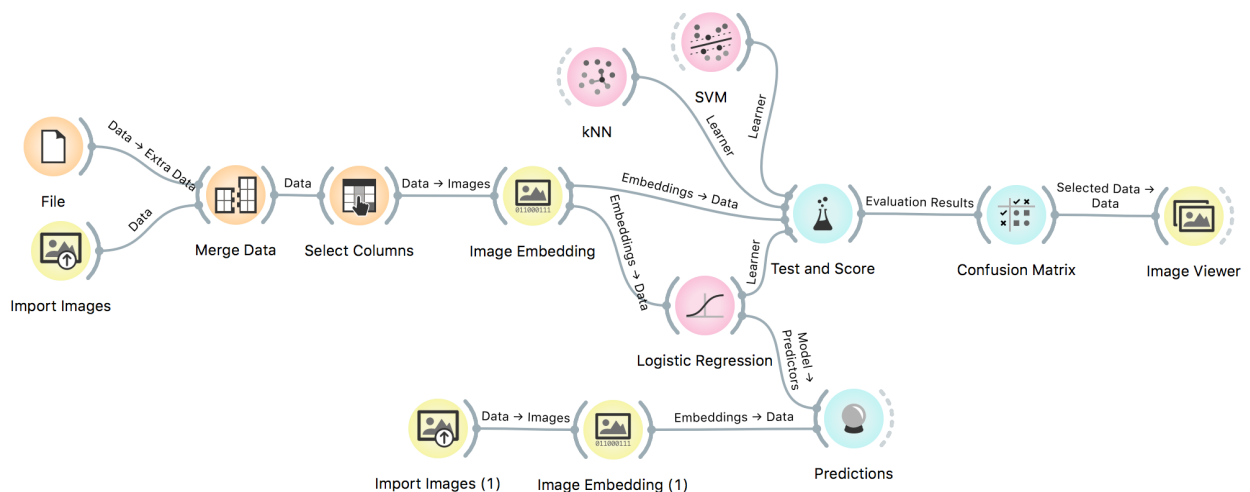 SVM
kNN
Learner
Learner
File
Data → Extra Data
Import Images
Data
Merge Data
Data
Select Columns
Data → Images
011000111
Image Embedding
Embeddings → Data
Embeddings → Data
Learner
Test and Score
Evaluation Results
Confusion Matrix
Selected Data →
Data
Image Viewer
Logistic Regression
Model →
Predictors
Import Images (1)
Data → Images
011000111
Image Embedding (1)
Embeddings → Data
Predictions